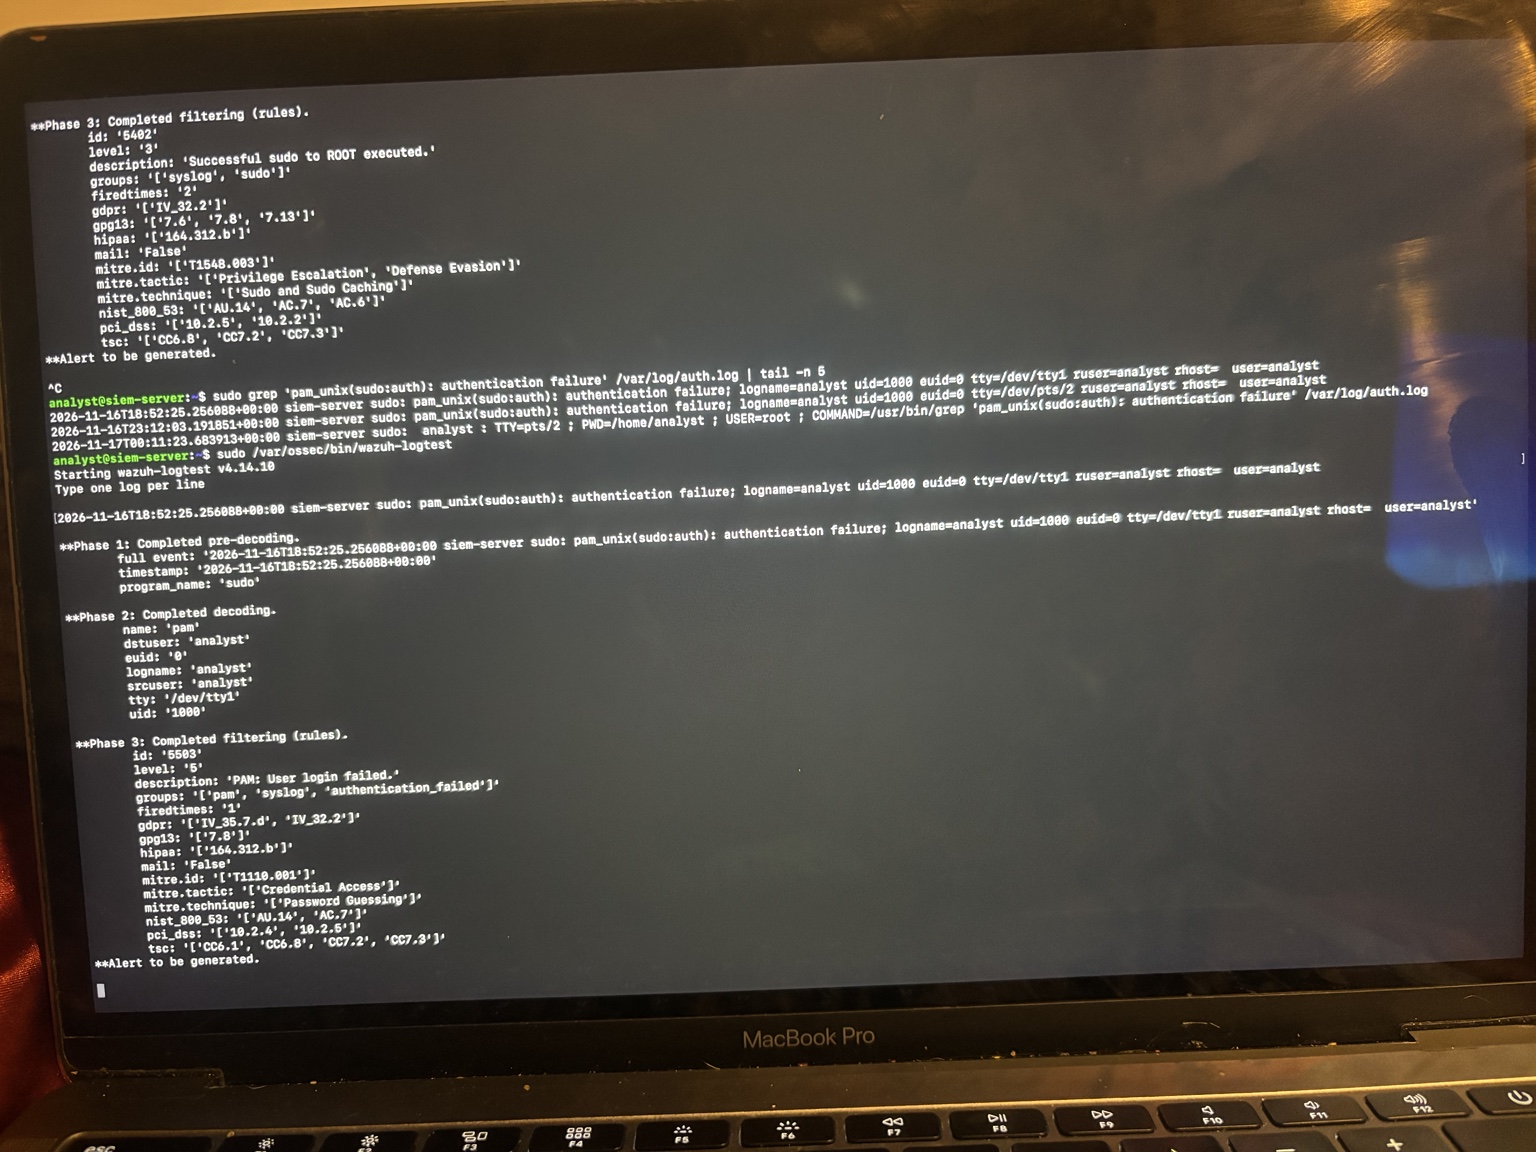 **Phase 3: Completed filtering (rules).
id: '5402'
level: '3'
description: 'Successful sudo to ROOT executed.'
groups: '['syslog', 'sudo']'
firedtimes: '2'
gdpr: '['IV_32.2']'
gpg13: '['7.6', '7.8', '7.13']'
hipaa: '['164.312.b']'
mail: 'False'
mitre.id: '['T1548.003']'
mitre.tactic: '['Privilege Escalation', 'Defense Evasion']'
mitre.technique: '['Sudo and Sudo Caching']'
nist_800_53: '['AU.14', 'AC.7', 'AC.6']'
pci_dss: '['10.2.5', '10.2.2']'
tsc: '['CC6.8', 'CC7.2', 'CC7.3']'
**Alert to be generated.
^C
analyst@siem-server:~$ sudo grep 'pam_unix(sudo:auth): authentication failure' /var/log/auth.log | tail -n 5
2026-11-16T18:52:25.256088+00:00 siem-server sudo: pam_unix(sudo:auth): authentication failure; logname=analyst uid=1000 euid=0 tty=/dev/tty1 ruser=analyst rhost=  user=analyst
2026-11-16T23:12:03.191851+00:00 siem-server sudo: pam_unix(sudo:auth): authentication failure; logname=analyst uid=1000 euid=0 tty=/dev/pts/2 ruser=analyst rhost=  user=analyst
2026-11-17T00:11:23.683913+00:00 siem-server sudo:  analyst : TTY=pts/2 ; PWD=/home/analyst ; USER=root ; COMMAND=/usr/bin/grep 'pam_unix(sudo:auth): authentication failure' /var/log/auth.log
analyst@siem-server:~$ sudo /var/ossec/bin/wazuh-logtest
Starting wazuh-logtest v4.14.10
Type one log per line
[2026-11-16T18:52:25.256088+00:00 siem-server sudo: pam_unix(sudo:auth): authentication failure; logname=analyst uid=1000 euid=0 tty=/dev/tty1 ruser=analyst rhost=  user=analyst ]
**Phase 1: Completed pre-decoding.
full event: '2026-11-16T18:52:25.256088+00:00 siem-server sudo: pam_unix(sudo:auth): authentication failure; logname=analyst uid=1000 euid=0 tty=/dev/tty1 ruser=analyst rhost=  user=analyst'
timestamp: '2026-11-16T18:52:25.256088+00:00'
program_name: 'sudo'
**Phase 2: Completed decoding.
name: 'pam'
dstuser: 'analyst'
euid: '0'
logname: 'analyst'
srcuser: 'analyst'
tty: '/dev/tty1'
uid: '1000'
**Phase 3: Completed filtering (rules).
id: '5503'
level: '5'
description: 'PAM: User login failed.'
groups: '['pam', 'syslog', 'authentication_failed']'
firedtimes: '1'
gdpr: '['IV_35.7.d', 'IV_32.2']'
gpg13: '['7.8']'
hipaa: '['164.312.b']'
mail: 'False'
mitre.id: '['T1110.001']'
mitre.tactic: '['Credential Access']'
mitre.technique: '['Password Guessing']'
nist_800_53: '['AU.14', 'AC.7']'
pci_dss: '['10.2.4', '10.2.5']'
tsc: '['CC6.1', 'CC6.8', 'CC7.2', 'CC7.3']'
**Alert to be generated.
MacBook Pro
esc F3 F4 F5 F6 F7 F8 F9 F10 F11 F12